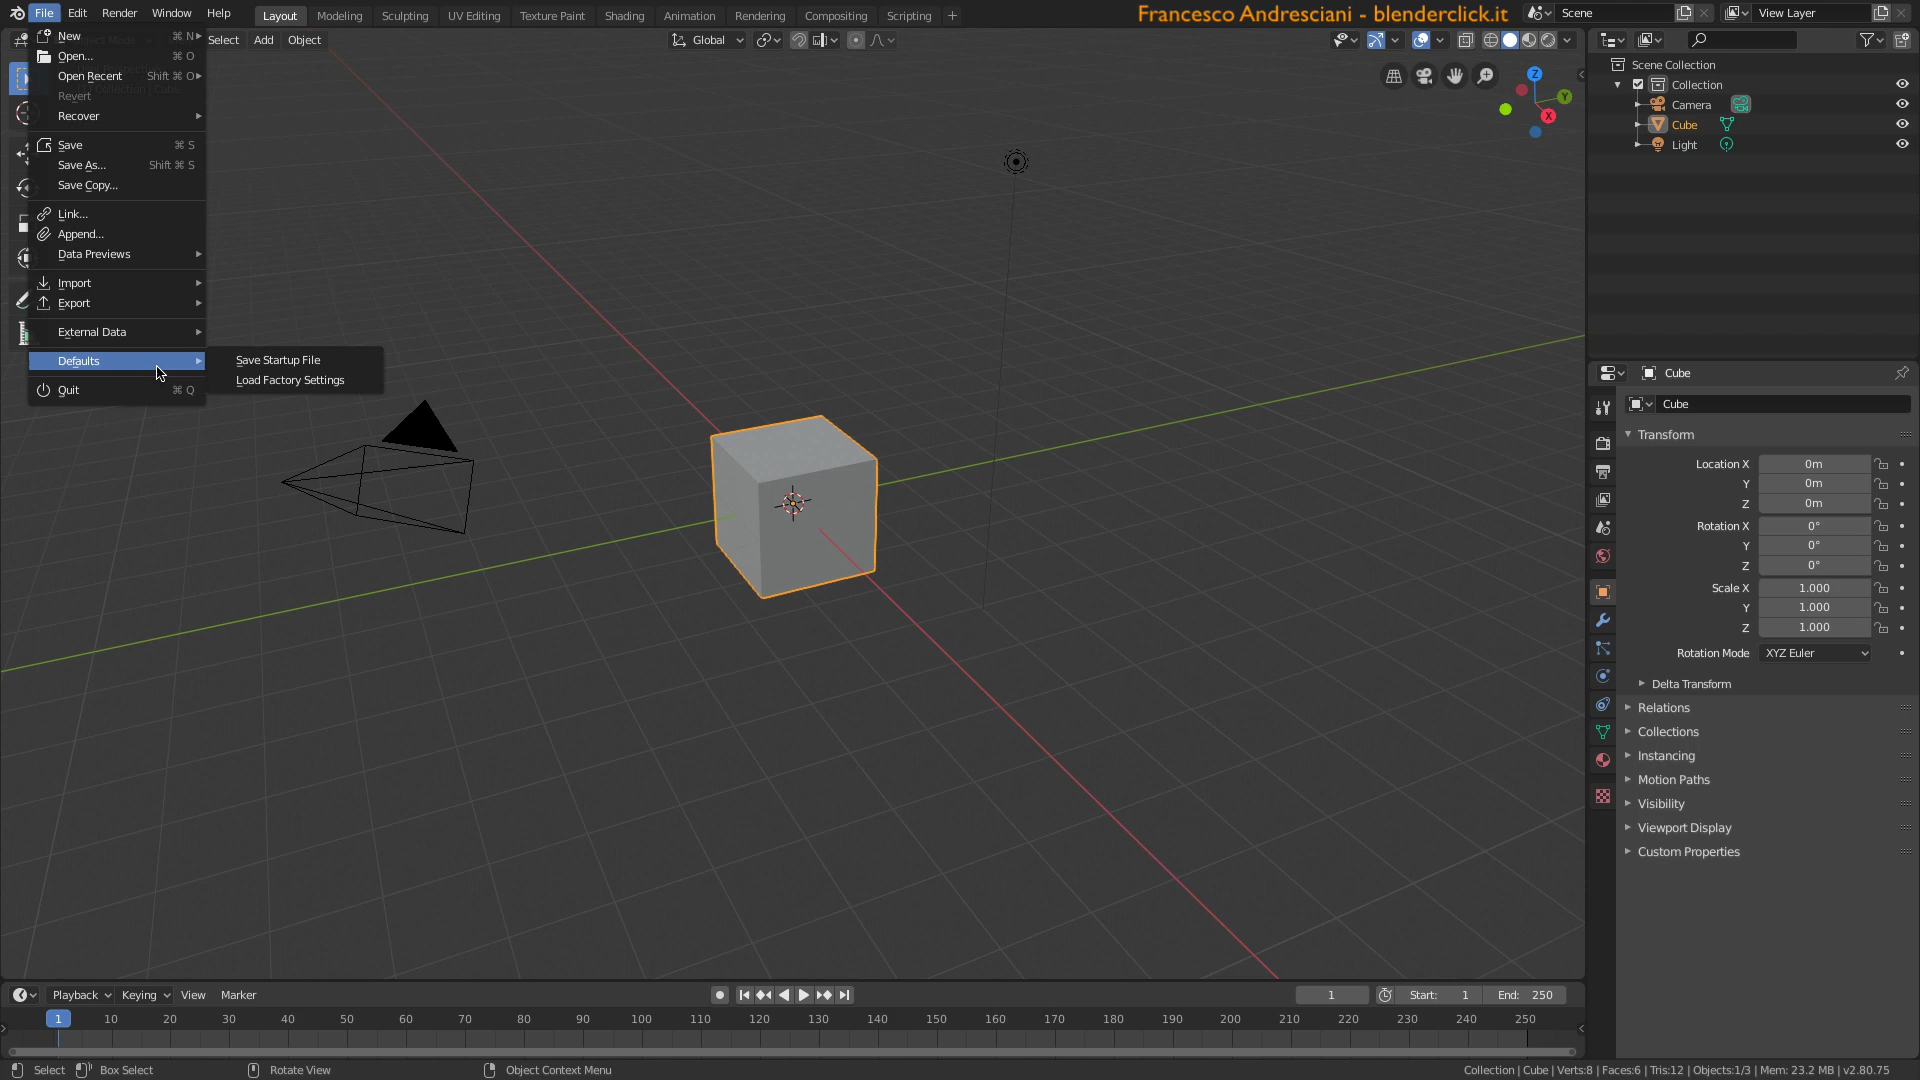 File Edit Render Window Help Layout Modeling Sculpting UV Editing Texture Paint Shading Animation Rendering Compositing Scripting + Francesco Andresciani - blenderclick.it Scene View Layer
Select Add Object Global
New ⌘ N
Open... ⌘ O
Open Recent Shift ⌘ O
Revert
Recover
Save ⌘ S
Save As... Shift ⌘ S
Save Copy...
Link...
Append...
Data Previews
Import
Export
External Data
Defaults
Quit ⌘ Q
Save Startup File
Load Factory Settings
Z
Y
X
Scene Collection
Collection
Camera
Cube
Light
Cube
Cube
Transform
Location X 0m
Y 0m
Z 0m
Rotation X 0°
Y 0°
Z 0°
Scale X 1.000
Y 1.000
Z 1.000
Rotation Mode XYZ Euler
Delta Transform
Relations
Collections
Instancing
Motion Paths
Visibility
Viewport Display
Custom Properties
Playback Keying View Marker 1 Start: 1 End: 250
1 10 20 30 40 50 60 70 80 90 100 110 120 130 140 150 160 170 180 190 200 210 220 230 240 250
Select Box Select Rotate View Object Context Menu Collection | Cube | Verts:8 | Faces:6 | Tris:12 | Objects:1/3 | Mem: 23.2 MB | v2.80.75